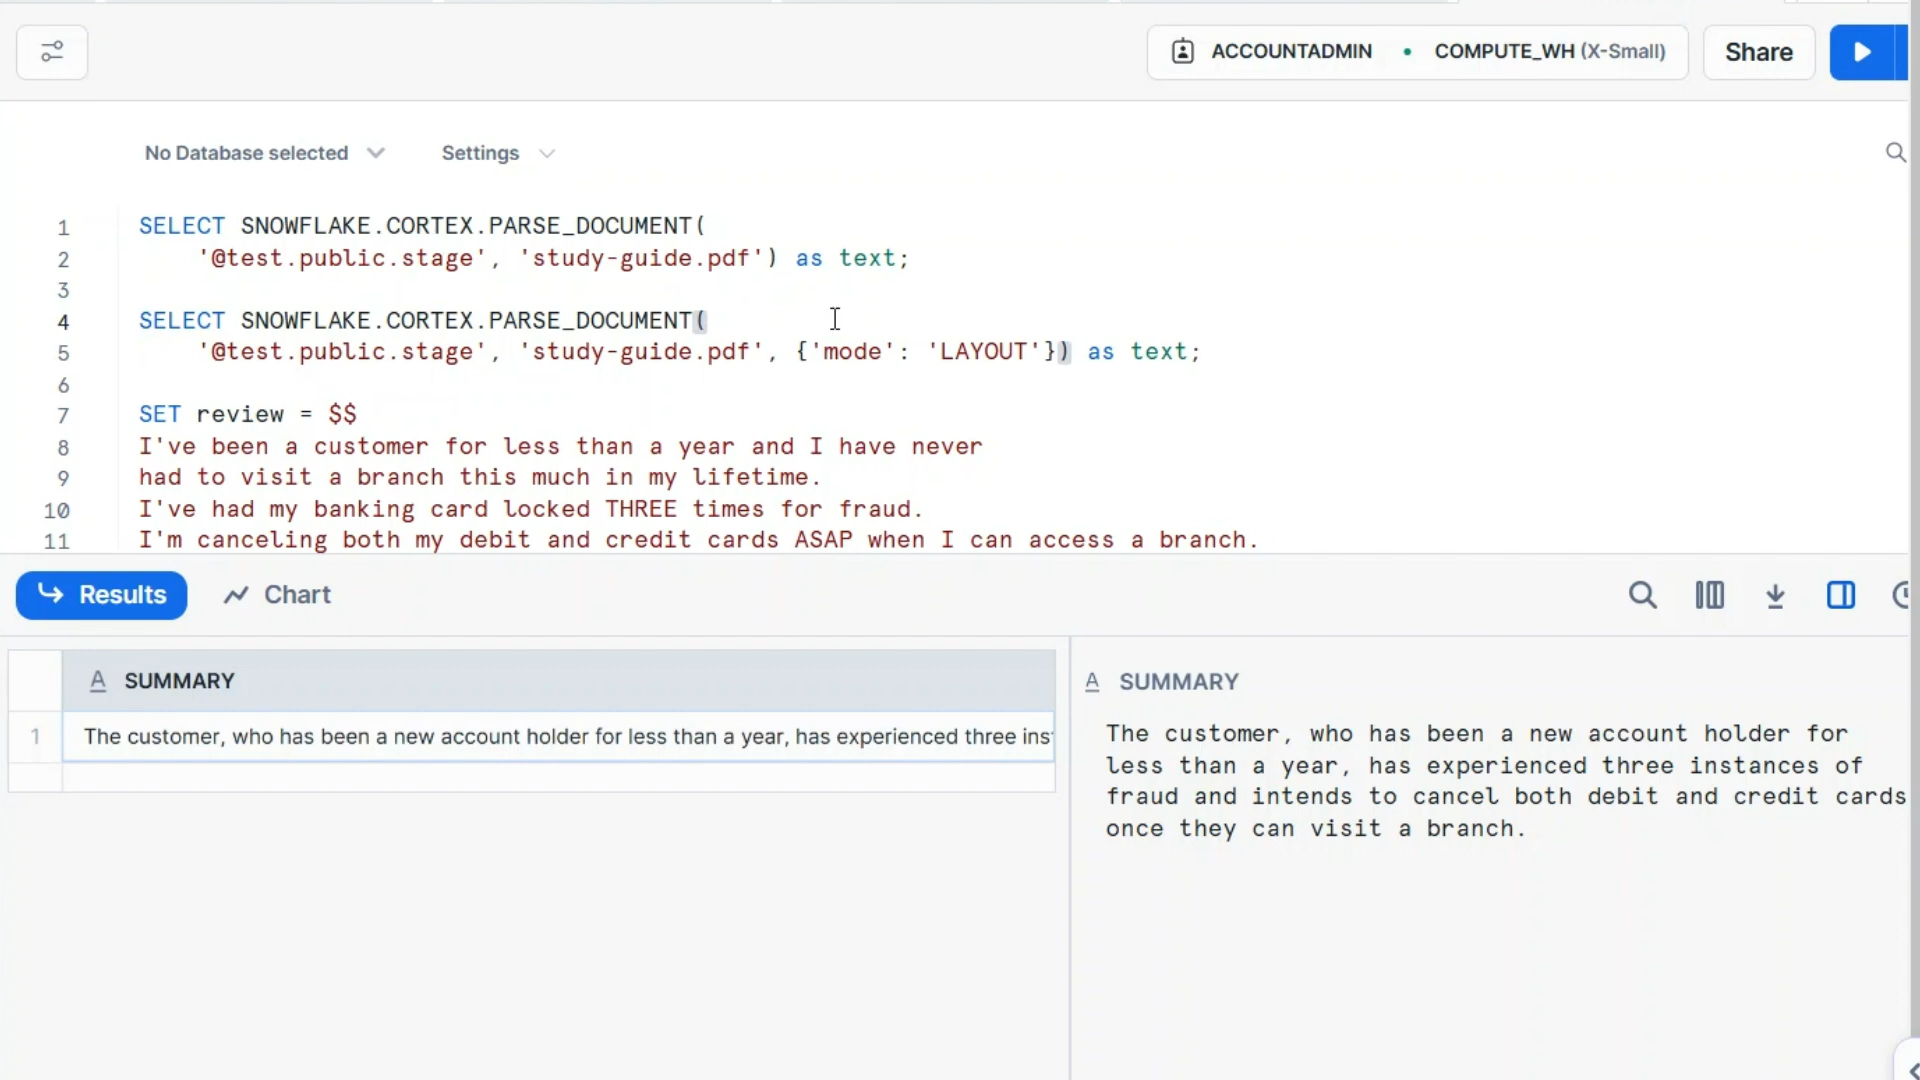 ACCOUNTADMIN • COMPUTE_WH (X-Small) Share
No Database selected Settings
1 SELECT SNOWFLAKE.CORTEX.PARSE_DOCUMENT(
2 '@test.public.stage', 'study-guide.pdf') as text;
3
4 SELECT SNOWFLAKE.CORTEX.PARSE_DOCUMENT(
5 '@test.public.stage', 'study-guide.pdf', {'mode': 'LAYOUT'}) as text;
6
7 SET review = $$
8 I've been a customer for less than a year and I have never
9 had to visit a branch this much in my lifetime.
10 I've had my banking card locked THREE times for fraud.
11 I'm canceling both my debit and credit cards ASAP when I can access a branch.
Results Chart
A SUMMARY
1 The customer, who has been a new account holder for less than a year, has experienced three ins
A SUMMARY
The customer, who has been a new account holder for
less than a year, has experienced three instances of
fraud and intends to cancel both debit and credit cards
once they can visit a branch.